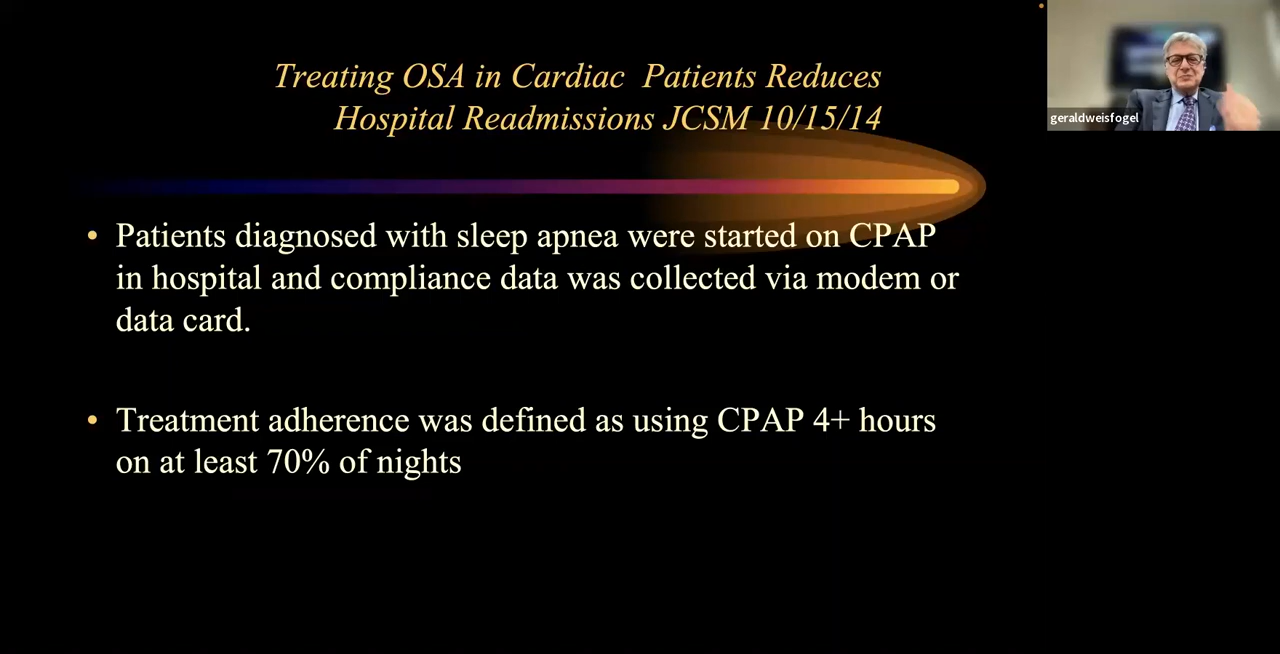 Treating OSA in Cardiac Patients Reduces
Hospital Readmissions JCSM 10/15/14
geraldweisfogel
• Patients diagnosed with sleep apnea were started on CPAP
in hospital and compliance data was collected via modem or
data card.
• Treatment adherence was defined as using CPAP 4+ hours
on at least 70% of nights